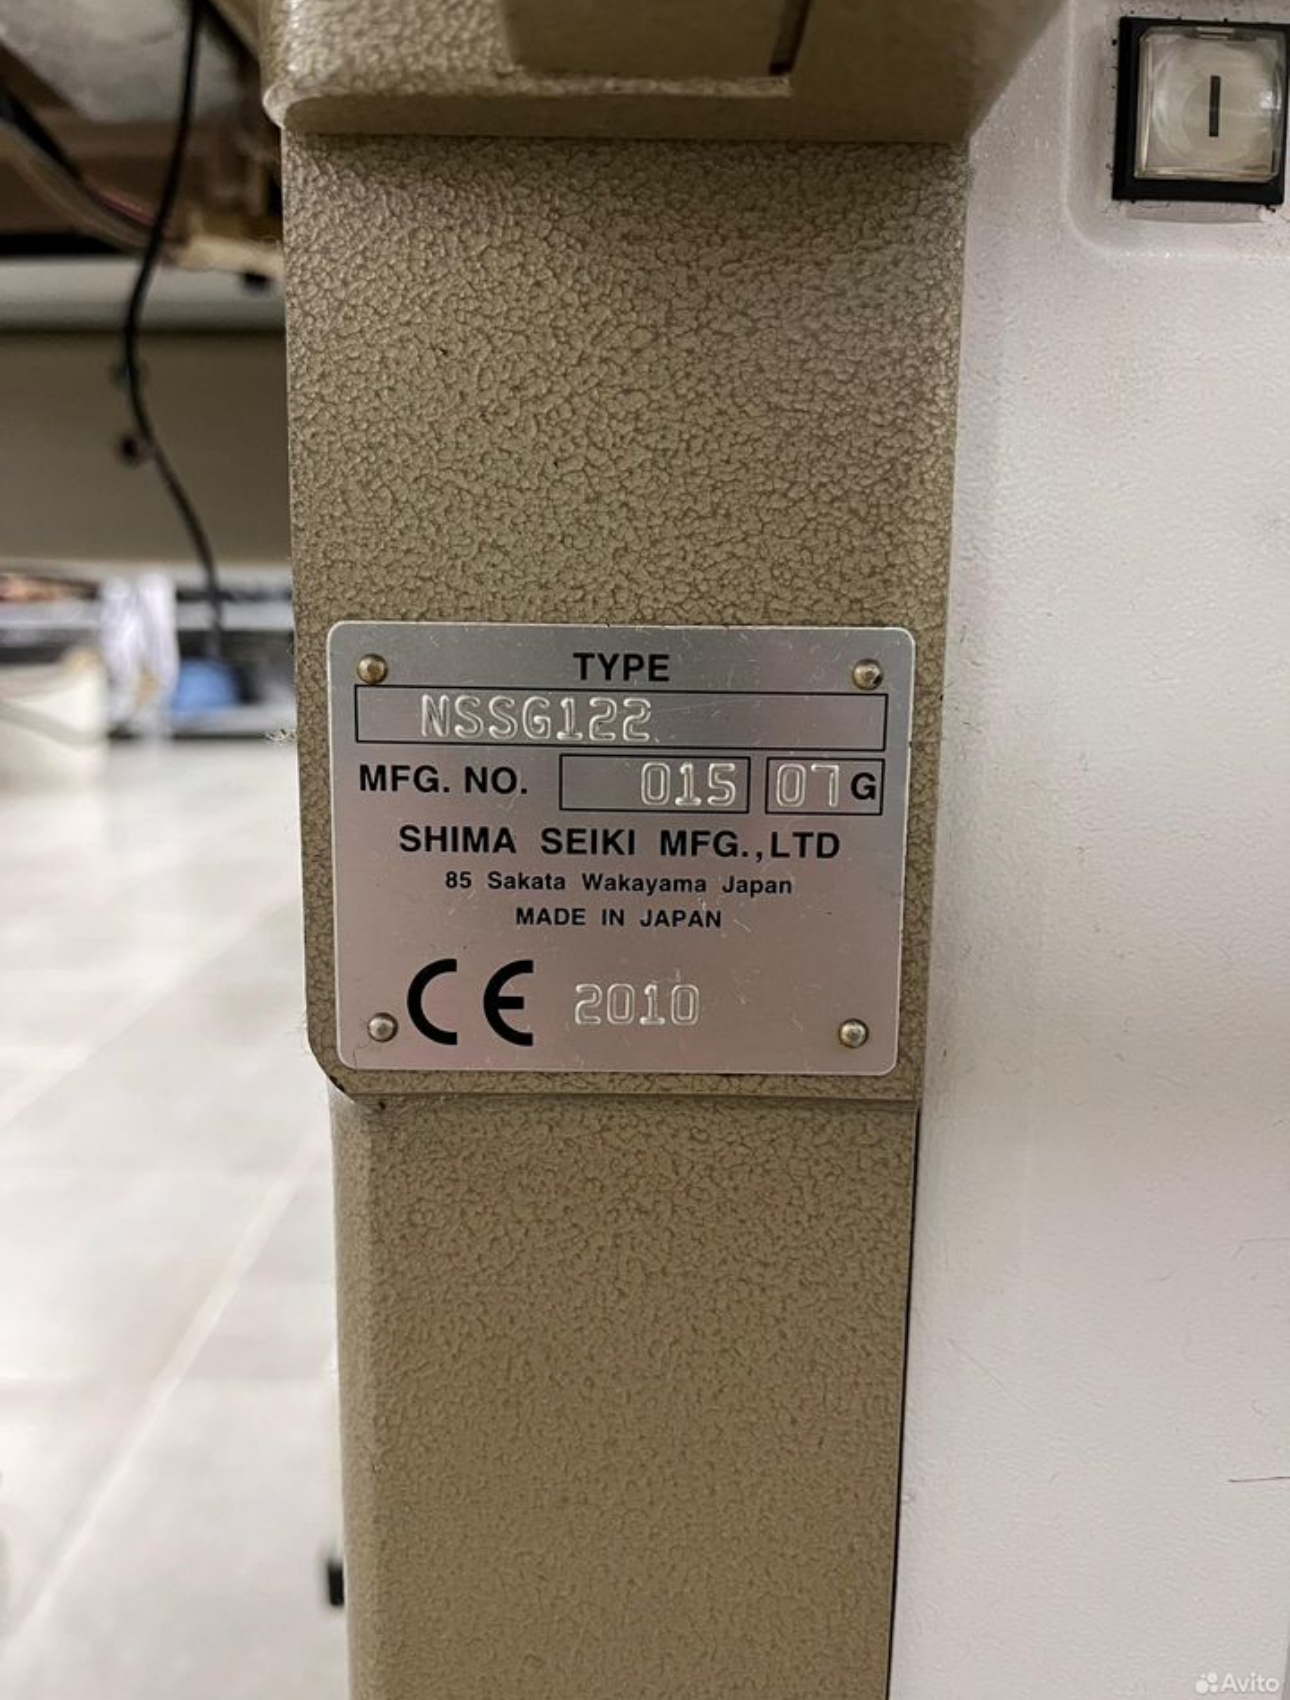 I
TYPE
NSSG122
MFG. NO. 015 07 G
SHIMA SEIKI MFG.,LTD
85 Sakata Wakayama Japan
MADE IN JAPAN
CE 2010
Avito